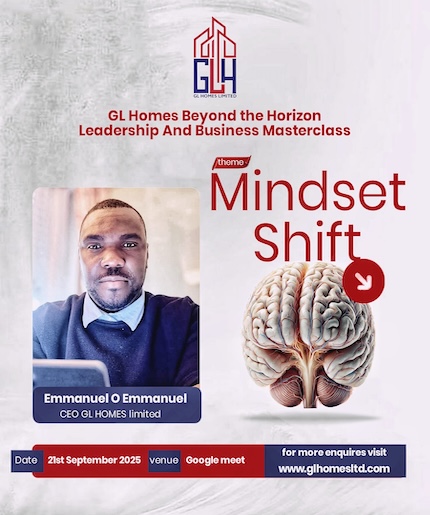 GLH
GL HOMES LIMITED
GL Homes Beyond the Horizon
Leadership And Business Masterclass
theme -
Mindset
Shift
Emmanuel O Emmanuel
CEO GL HOMES limited
Date 21st September 2025 venue Google meet
for more enquires visit
www.glhomesltd.com